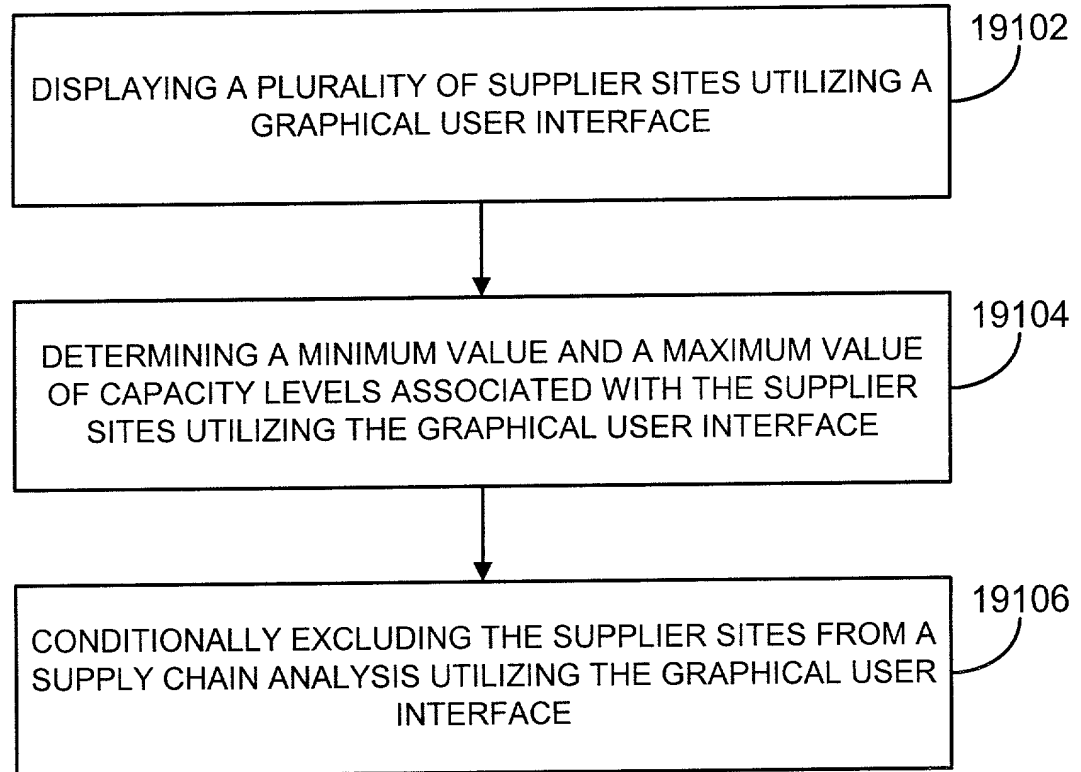 19102
DISPLAYING A PLURALITY OF SUPPLIER SITES UTILIZING A
GRAPHICAL USER INTERFACE
19104
DETERMINING A MINIMUM VALUE AND A MAXIMUM VALUE
OF CAPACITY LEVELS ASSOCIATED WITH THE SUPPLIER
SITES UTILIZING THE GRAPHICAL USER INTERFACE
19106
CONDITIONALLY EXCLUDING THE SUPPLIER SITES FROM A
SUPPLY CHAIN ANALYSIS UTILIZING THE GRAPHICAL USER
INTERFACE